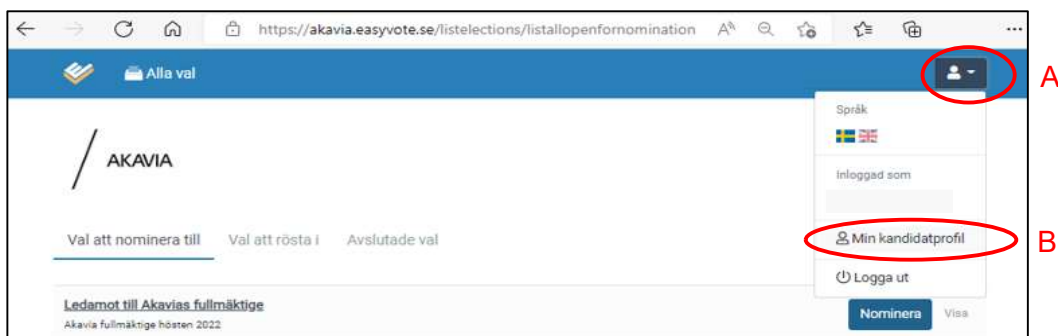 https://akavia.easyvote.se/listelections/listallopenfornomination
Alla val
A
Språk
AKAVIA
Inloggad som
Val att nominera till Val att rösta i Avslutade val
Min kandidatprofil
B
Logga ut
Ledamot till Akavias fullmäktige
Akavia fullmäktige hösten 2022
Nominera Visa